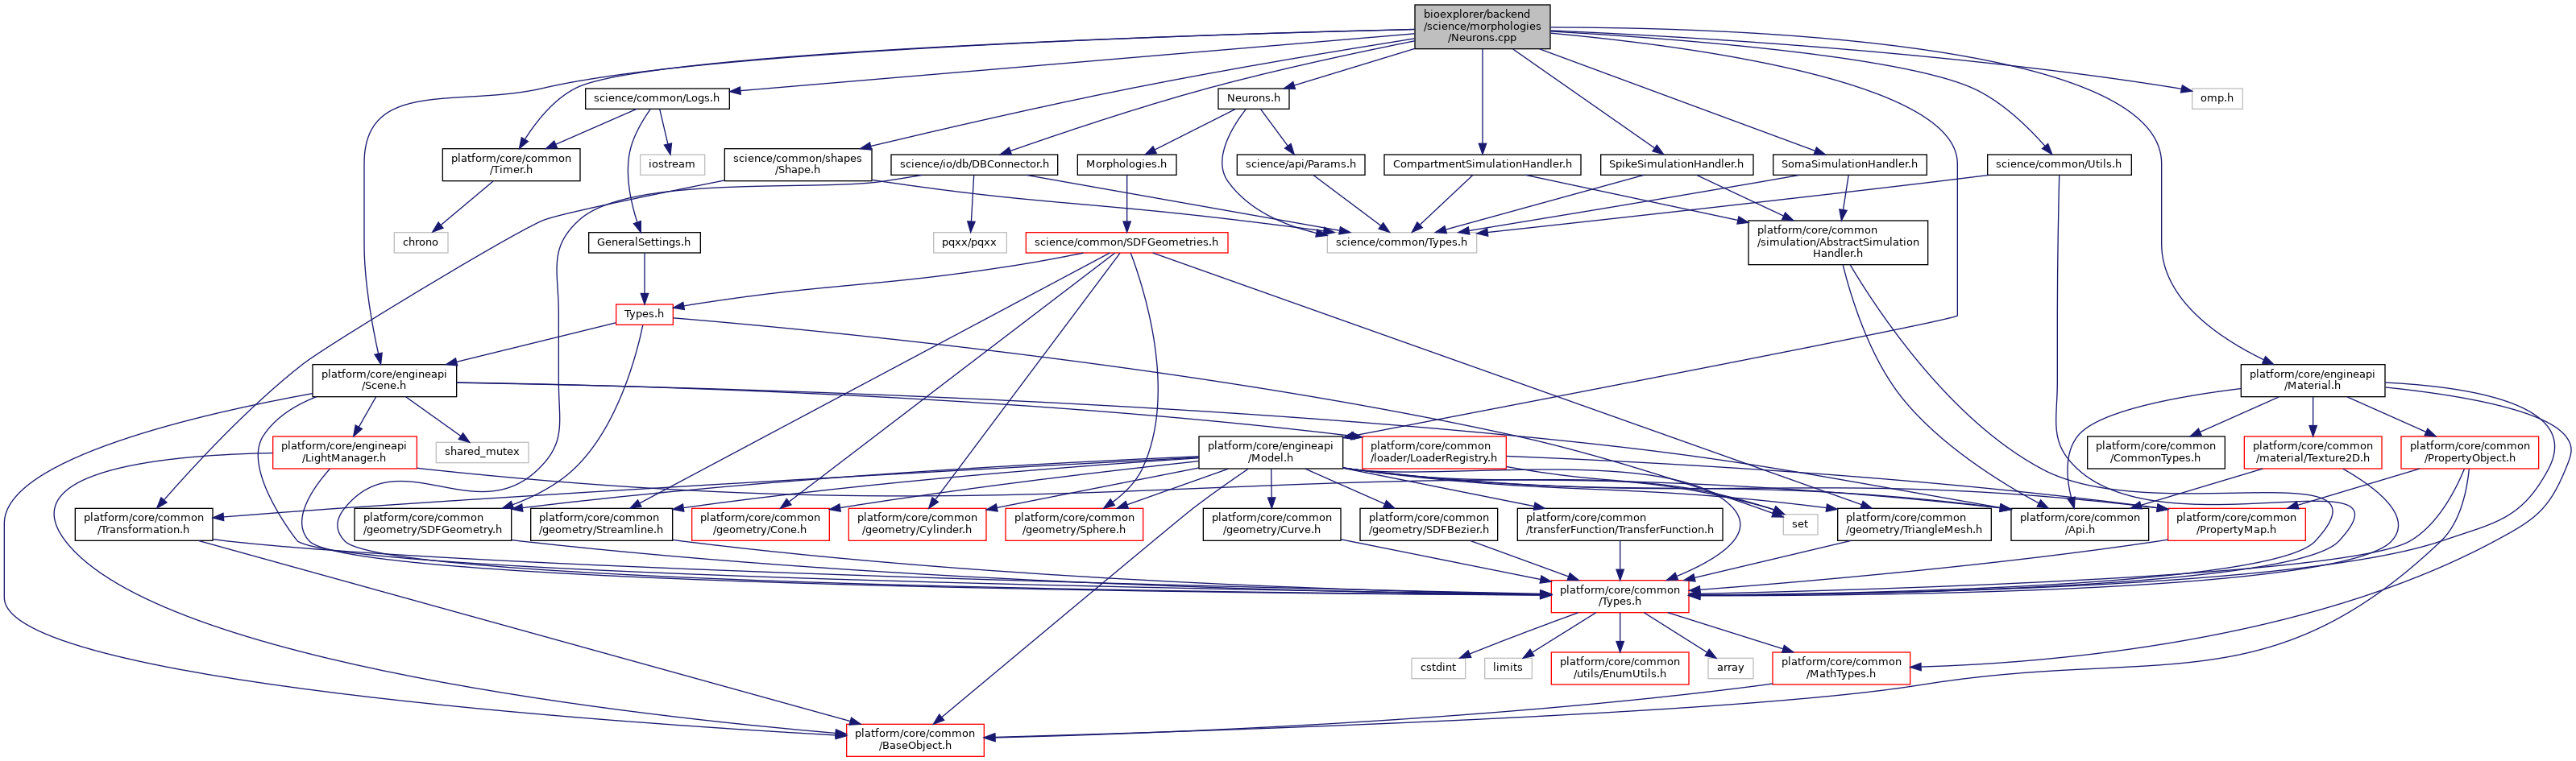 bioexplorer/backend
/science/morphologies
/Neurons.cpp
science/common/Logs.h
Neurons.h
omp.h
platform/core/common
/Timer.h
iostream
science/common/shapes
/Shape.h
science/io/db/DBConnector.h
Morphologies.h
science/api/Params.h
CompartmentSimulationHandler.h
SpikeSimulationHandler.h
SomaSimulationHandler.h
science/common/Utils.h
chrono
GeneralSettings.h
pqxx/pqxx
science/common/SDFGeometries.h
science/common/Types.h
platform/core/common
/simulation/AbstractSimulation
Handler.h
Types.h
platform/core/engineapi
/Scene.h
platform/core/engineapi
/Material.h
platform/core/engineapi
/LightManager.h
shared_mutex
platform/core/engineapi
/Model.h
platform/core/common
/loader/LoaderRegistry.h
platform/core/common
/CommonTypes.h
platform/core/common
/material/Texture2D.h
platform/core/common
/PropertyObject.h
platform/core/common
/Transformation.h
platform/core/common
/geometry/SDFGeometry.h
platform/core/common
/geometry/Streamline.h
platform/core/common
/geometry/Cone.h
platform/core/common
/geometry/Cylinder.h
platform/core/common
/geometry/Sphere.h
platform/core/common
/geometry/Curve.h
platform/core/common
/geometry/SDFBezier.h
platform/core/common
/transferFunction/TransferFunction.h
set
platform/core/common
/geometry/TriangleMesh.h
platform/core/common
/Api.h
platform/core/common
/PropertyMap.h
platform/core/common
/Types.h
cstdint
limits
platform/core/common
/utils/EnumUtils.h
array
platform/core/common
/MathTypes.h
platform/core/common
/BaseObject.h